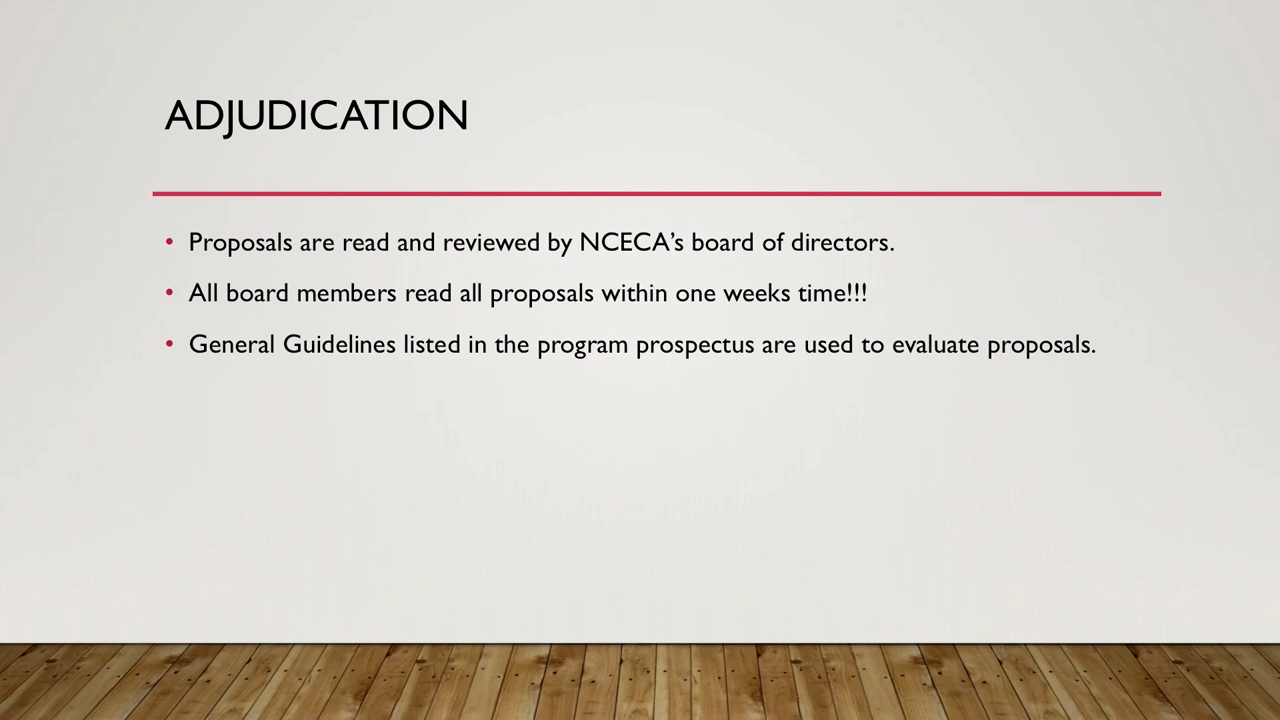 ADJUDICATION
• Proposals are read and reviewed by NCECA’s board of directors.
• All board members read all proposals within one weeks time!!!
• General Guidelines listed in the program prospectus are used to evaluate proposals.